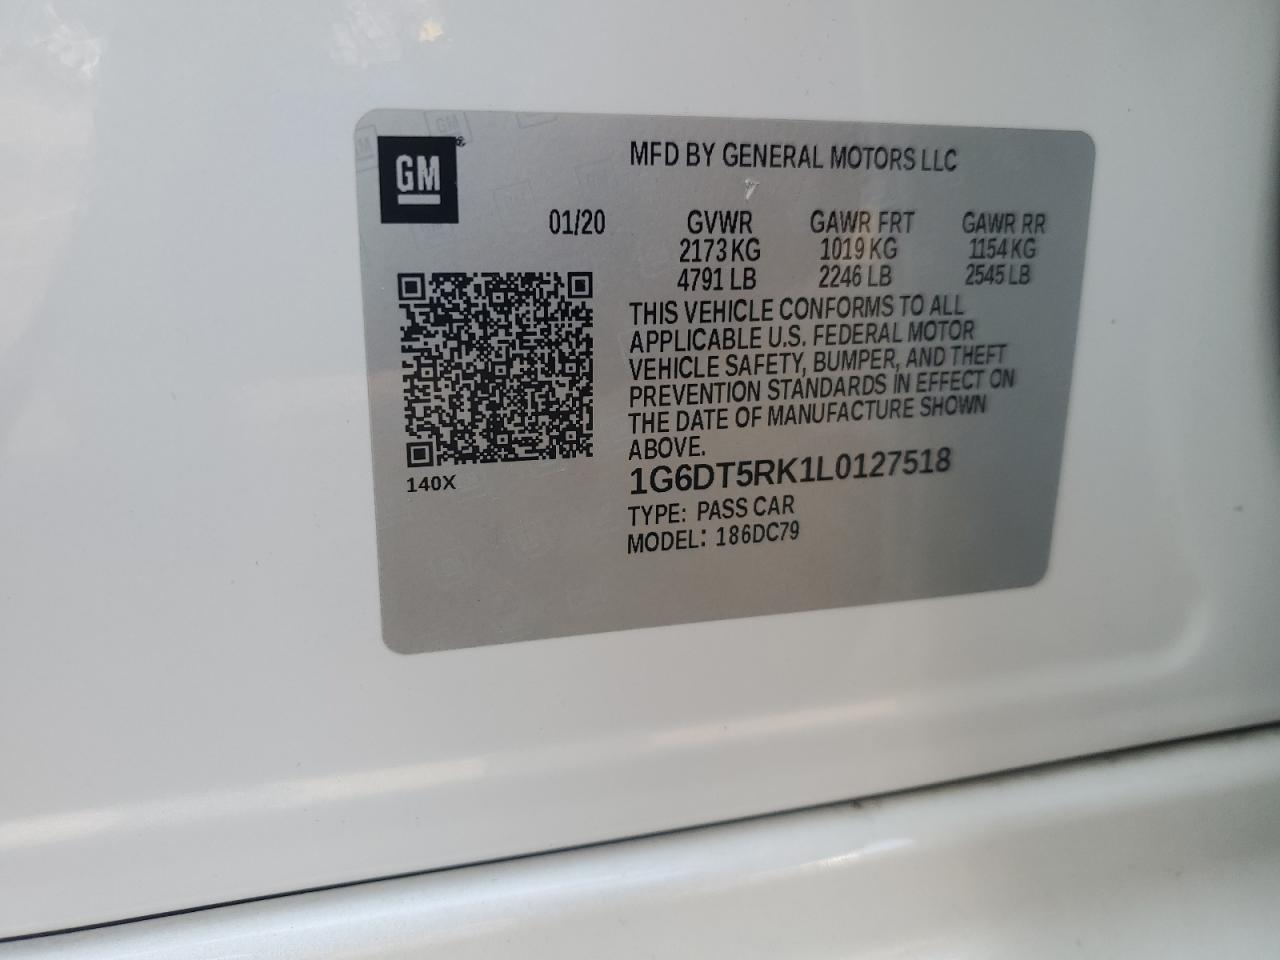 GM
MFD BY GENERAL MOTORS LLC
01/20 GVWR GAWR FRT GAWR RR
2173 KG 1019 KG 1154 KG
4791 LB 2246 LB 2545 LB
THIS VEHICLE CONFORMS TO ALL
APPLICABLE U.S. FEDERAL MOTOR
VEHICLE SAFETY, BUMPER, AND THEFT
PREVENTION STANDARDS IN EFFECT ON
THE DATE OF MANUFACTURE SHOWN
ABOVE.
140X
1G6DT5RK1L0127518
TYPE: PASS CAR
MODEL: 186DC79